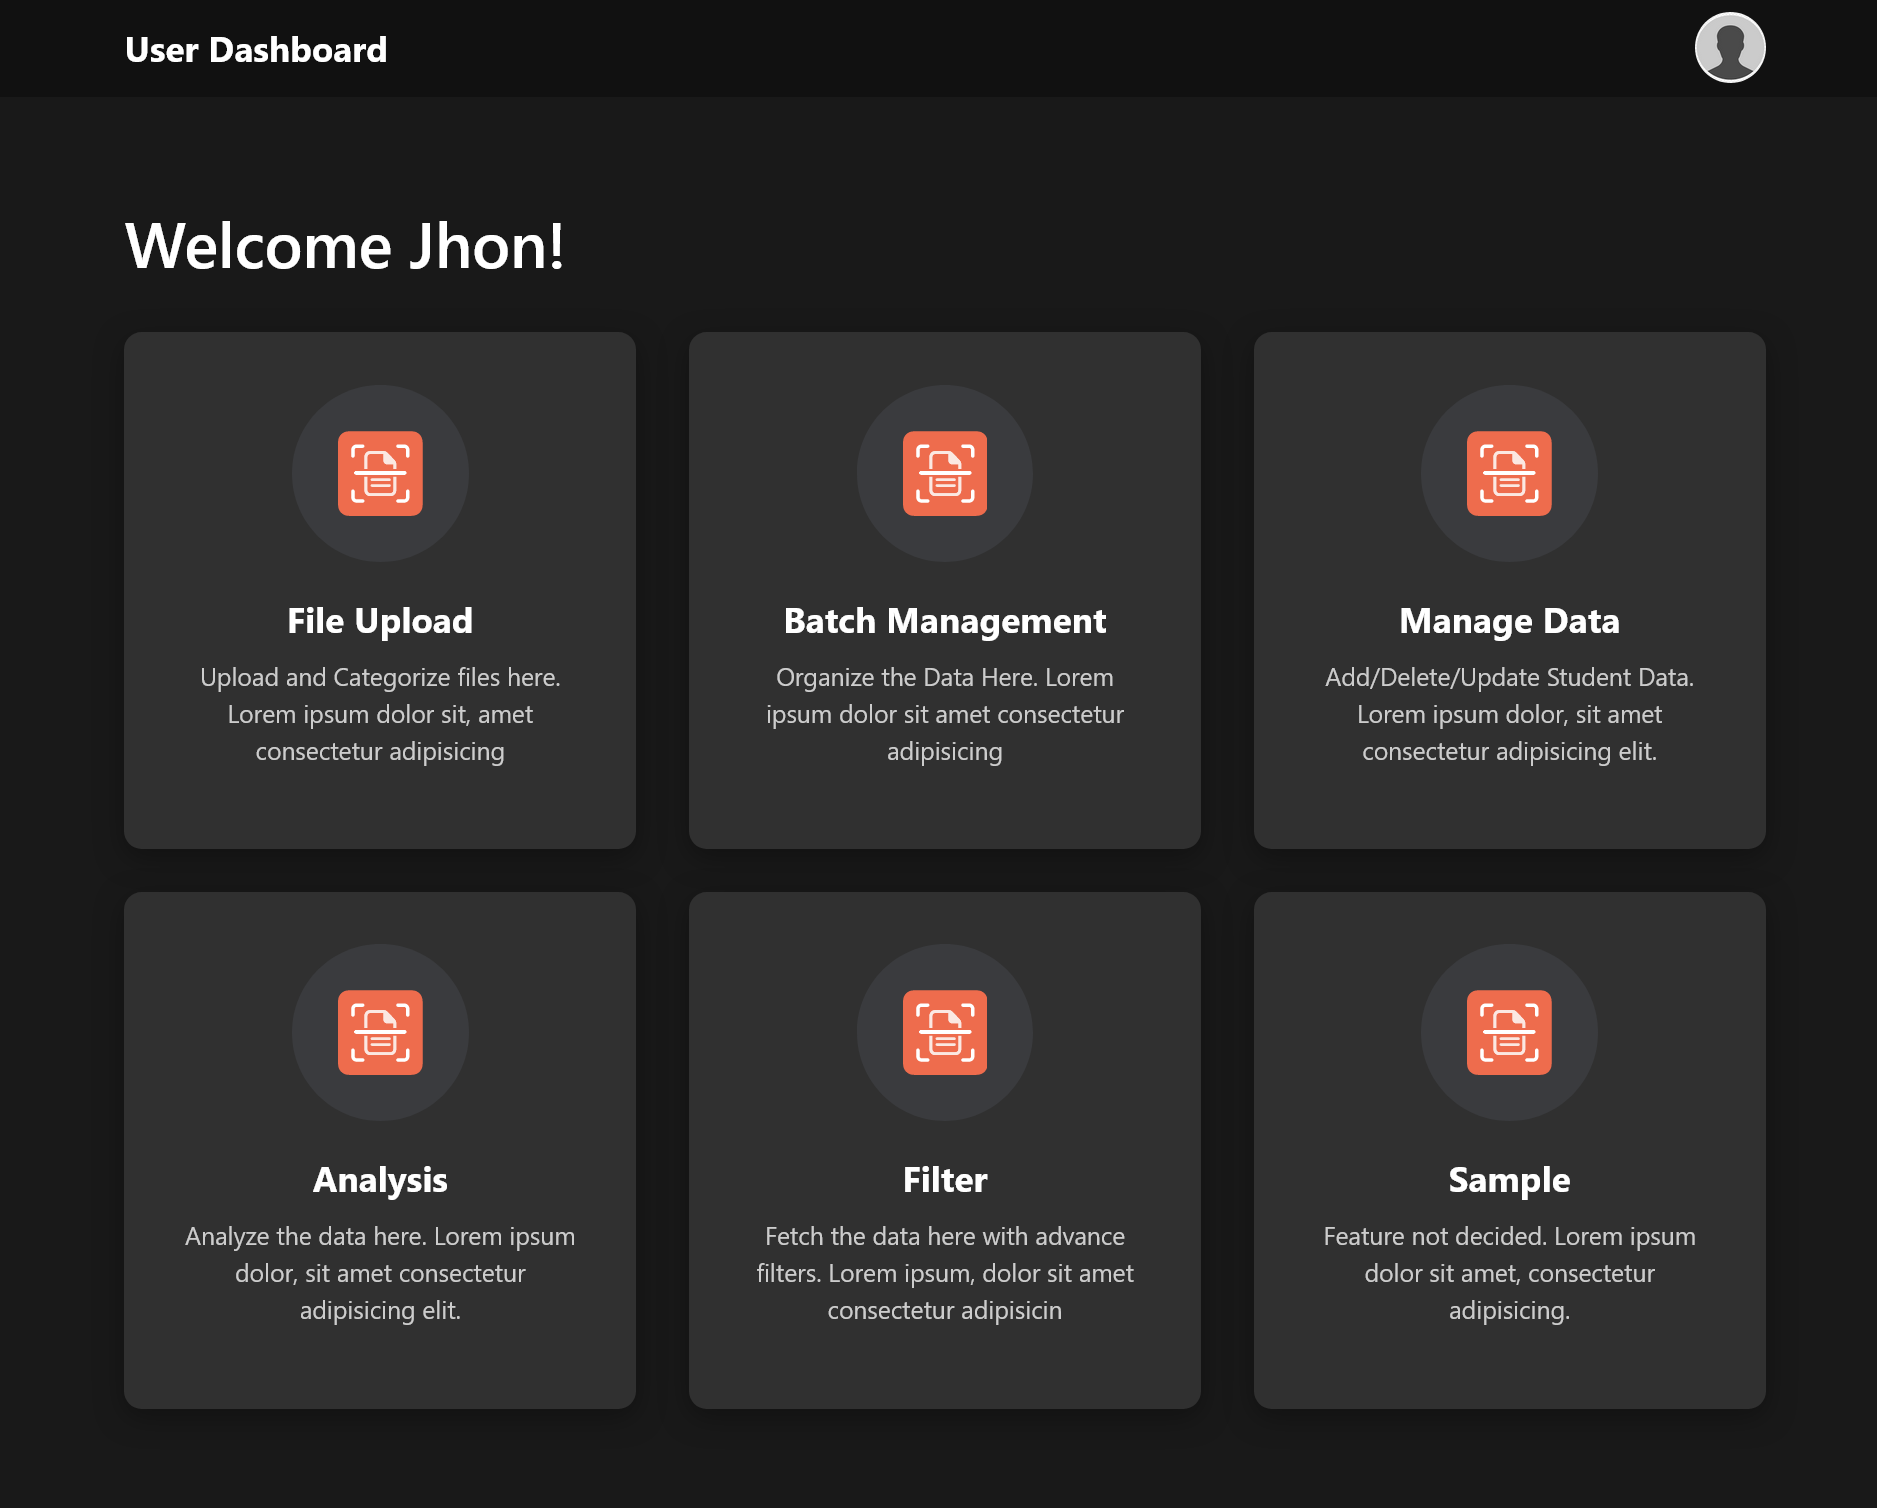 User Dashboard
Welcome Jhon!
File Upload
Upload and Categorize files here.
Lorem ipsum dolor sit, amet
consectetur adipisicing
Batch Management
Organize the Data Here. Lorem
ipsum dolor sit amet consectetur
adipisicing
Manage Data
Add/Delete/Update Student Data.
Lorem ipsum dolor, sit amet
consectetur adipisicing elit.
Analysis
Analyze the data here. Lorem ipsum
dolor, sit amet consectetur
adipisicing elit.
Filter
Fetch the data here with advance
filters. Lorem ipsum, dolor sit amet
consectetur adipisicin
Sample
Feature not decided. Lorem ipsum
dolor sit amet, consectetur
adipisicing.